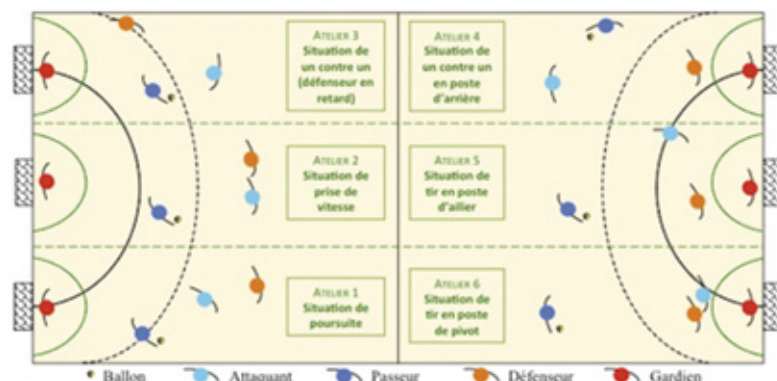 ATELIER 3
Situation de
un contre un
(défenseur en
retard)
ATELIER 4
Situation de
un contre un
en poste
d'arrière
ATELIER 2
Situation de
prise de
vitesse
ATELIER 5
Situation de
tir en poste
d'ailier
ATELIER 1
Situation de
poursuite
ATELIER 6
Situation de
tir en poste
de pivot
Ballon Attaquant Passeur Défenseur Gardien